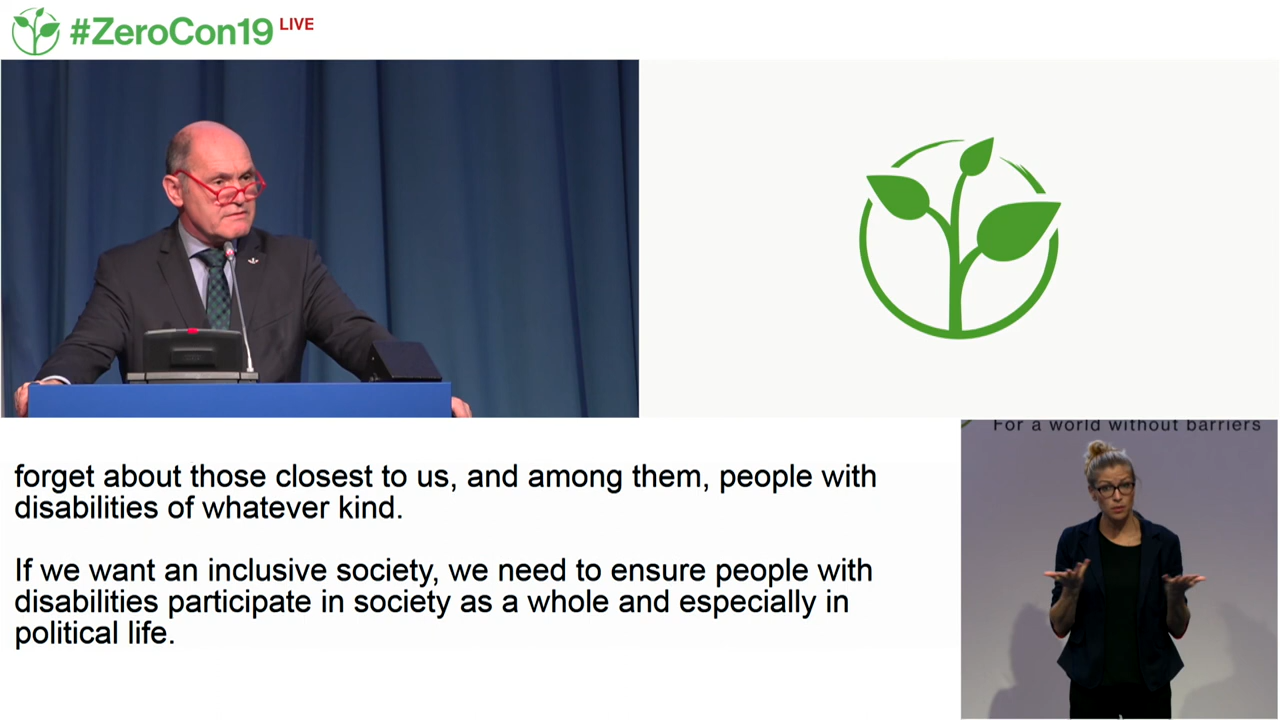 #ZeroCon19 LIVE
forget about those closest to us, and among them, people with
disabilities of whatever kind.
If we want an inclusive society, we need to ensure people with
disabilities participate in society as a whole and especially in
political life.
For a world without barriers